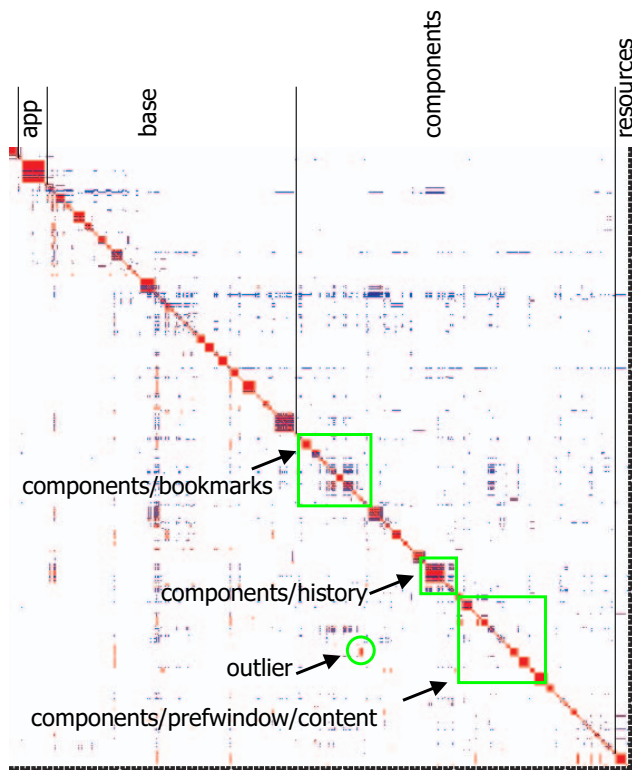 app
base
components
resources
components/bookmarks
components/history
outlier
components/prefwindow/content